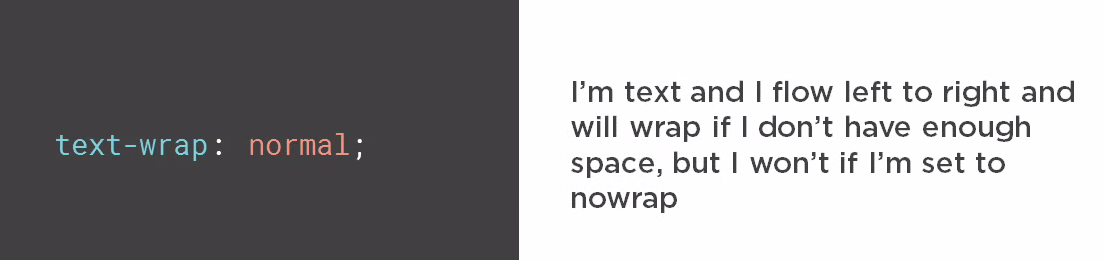 text-wrap: normal;
I’m text and I flow left to right and
will wrap if I don’t have enough
space, but I won’t if I’m set to
nowrap